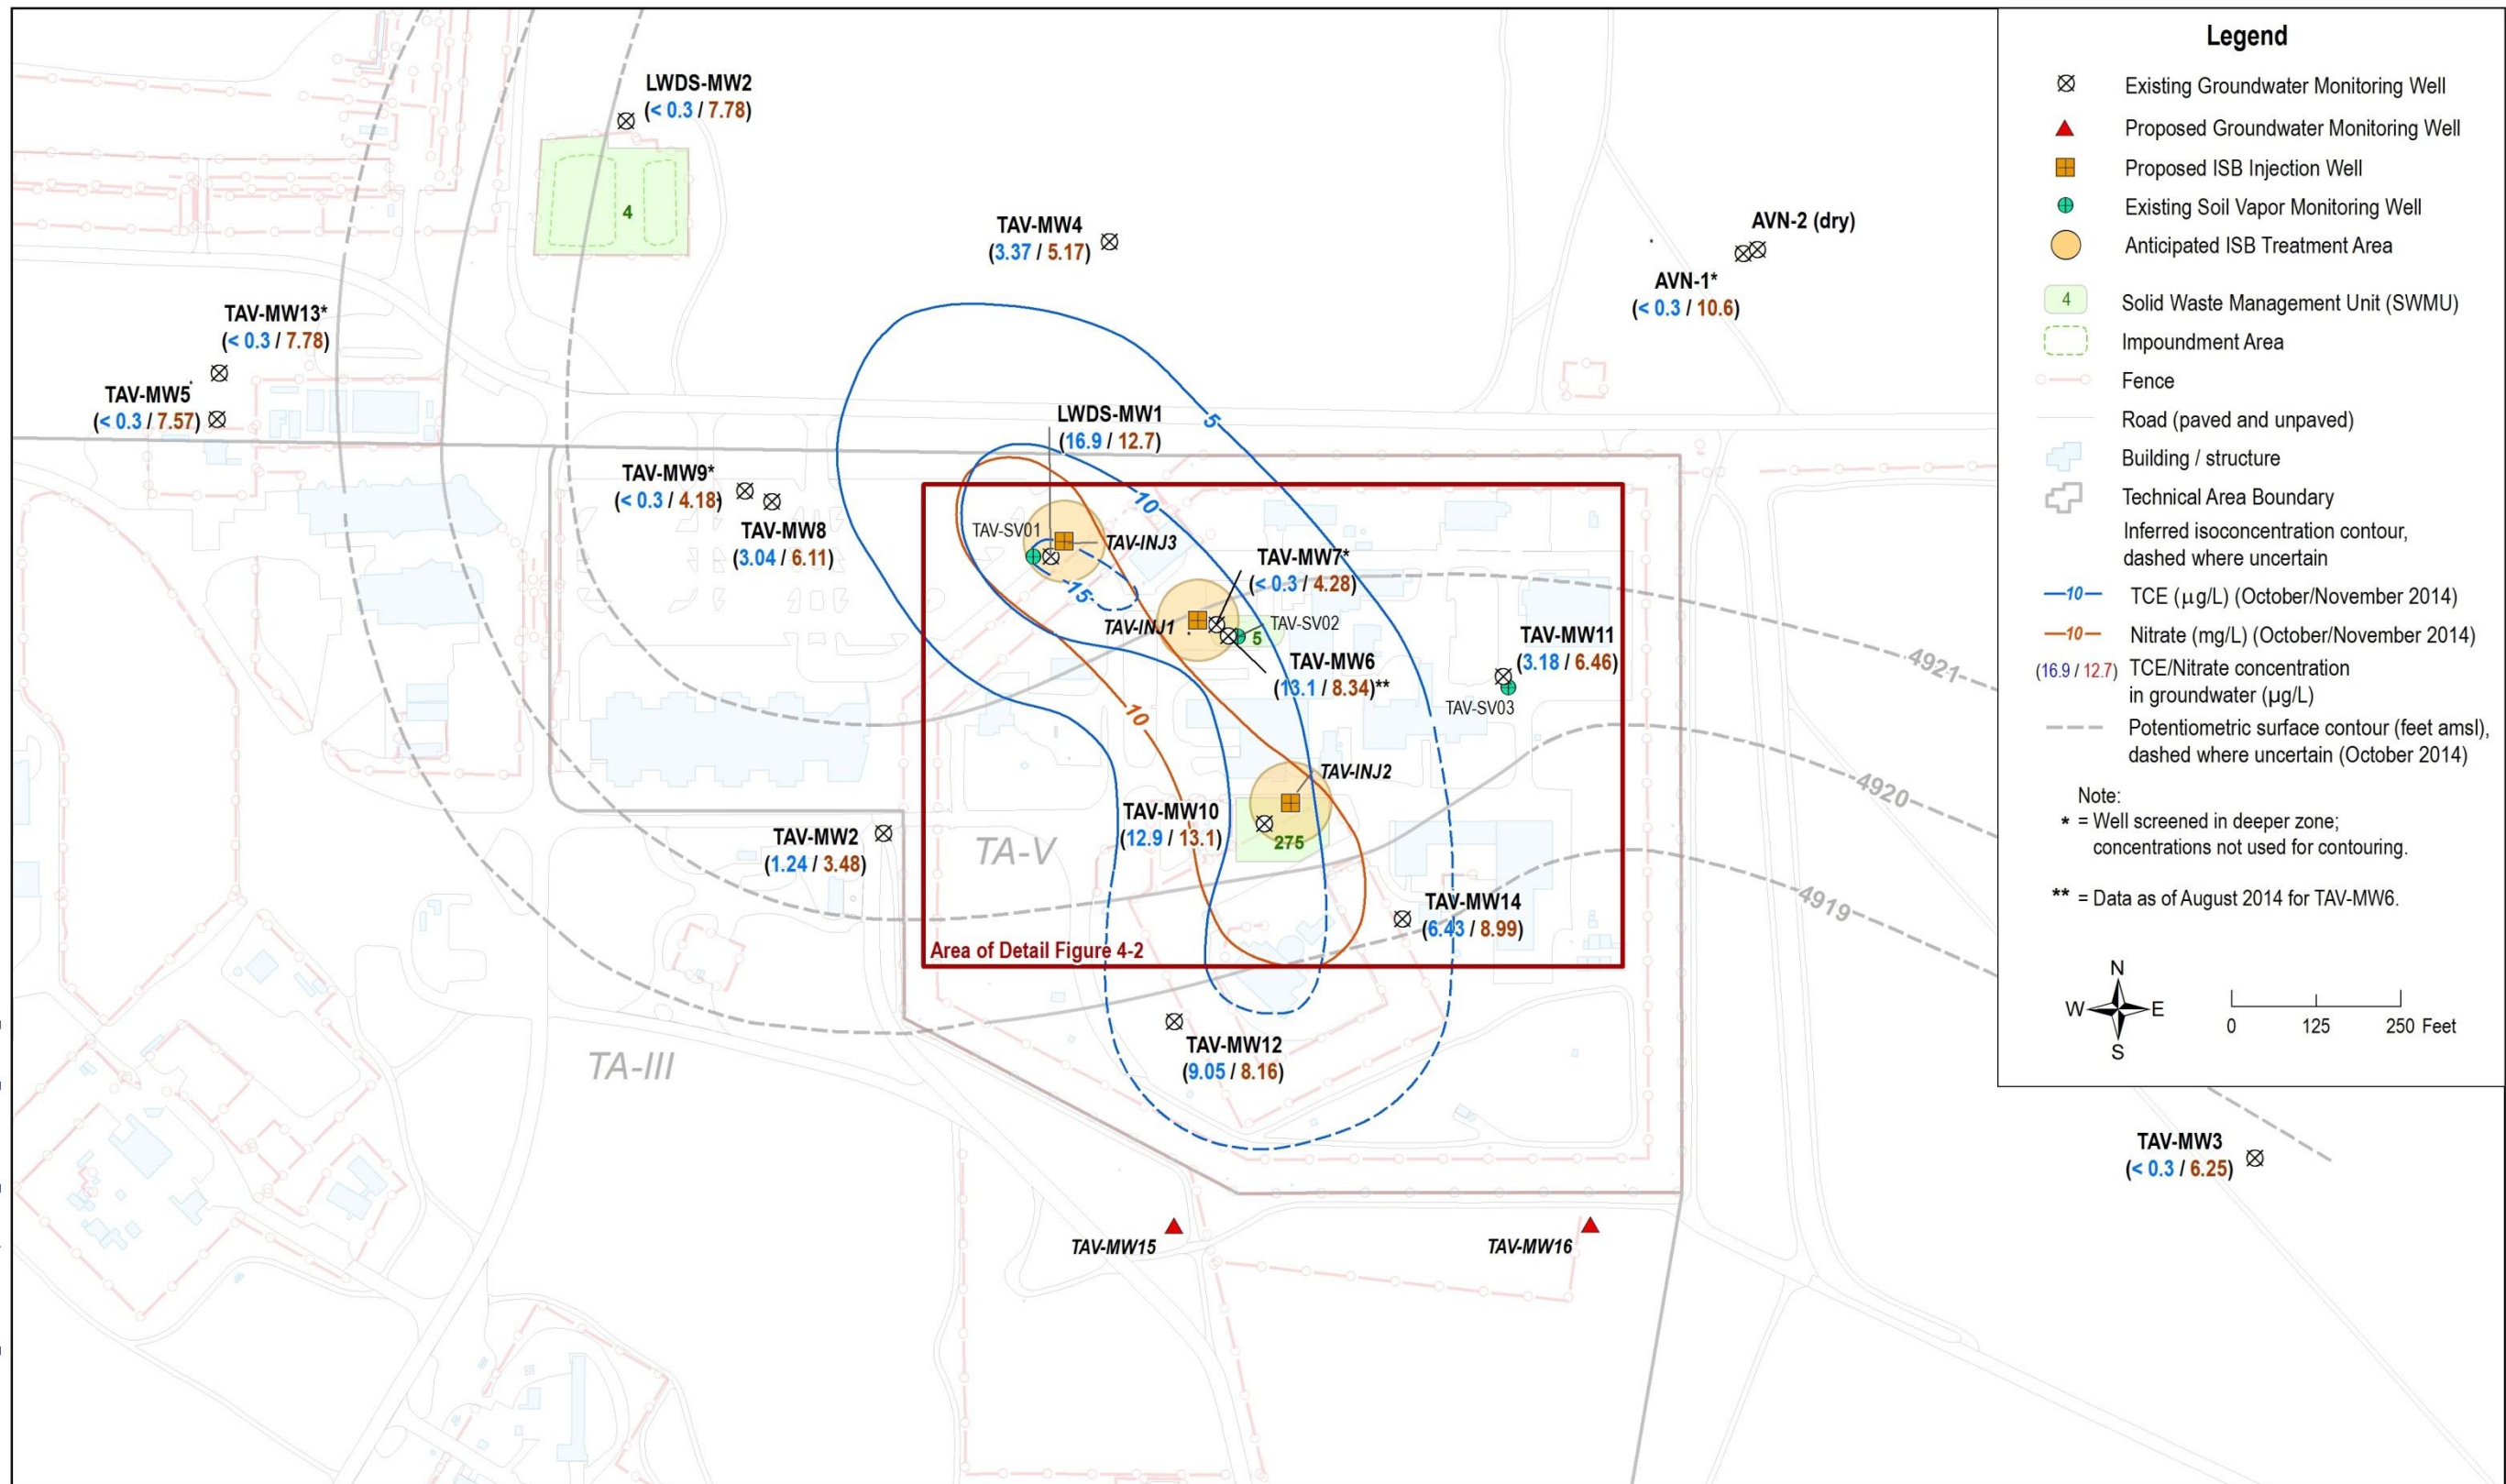 LWDS-MW2
(< 0.3 / 7.78)
4
TAV-MW4
(3.37 / 5.17)
AVN-2 (dry)
AVN-1*
(< 0.3 / 10.6)
TAV-MW13*
(< 0.3 / 7.78)
TAV-MW5
(< 0.3 / 7.57)
5
LWDS-MW1
(16.9 / 12.7)
TAV-MW9*
(< 0.3 / 4.18)
TAV-MW8
(3.04 / 6.11)
10
TAV-SV01
TAV-INJ3
15
TAV-MW7*
(< 0.3 / 4.28)
TAV-INJ1
TAV-SV02
5
TAV-MW6
(13.1 / 8.34)**
TAV-MW11
(3.18 / 6.46)
TAV-SV03
4921
10
TAV-INJ2
4920
TAV-MW10
(12.9 / 13.1)
275
TAV-MW2
(1.24 / 3.48)
TA-V
4919
TAV-MW14
(6.43 / 8.99)
Area of Detail Figure 4-2
TAV-MW12
(9.05 / 8.16)
TA-III
TAV-MW3
(< 0.3 / 6.25)
TAV-MW15
TAV-MW16
Legend
Existing Groundwater Monitoring Well
Proposed Groundwater Monitoring Well
Proposed ISB Injection Well
Existing Soil Vapor Monitoring Well
Anticipated ISB Treatment Area
4 Solid Waste Management Unit (SWMU)
Impoundment Area
Fence
Road (paved and unpaved)
Building / structure
Technical Area Boundary
Inferred isoconcentration contour,
dashed where uncertain
10 TCE (µg/L) (October/November 2014)
10 Nitrate (mg/L) (October/November 2014)
(16.9 / 12.7) TCE/Nitrate concentration
in groundwater (µg/L)
Potentiometric surface contour (feet amsl),
dashed where uncertain (October 2014)
Note:
* = Well screened in deeper zone;
concentrations not used for contouring.
** = Data as of August 2014 for TAV-MW6.
N
W E
S
0 125 250 Feet